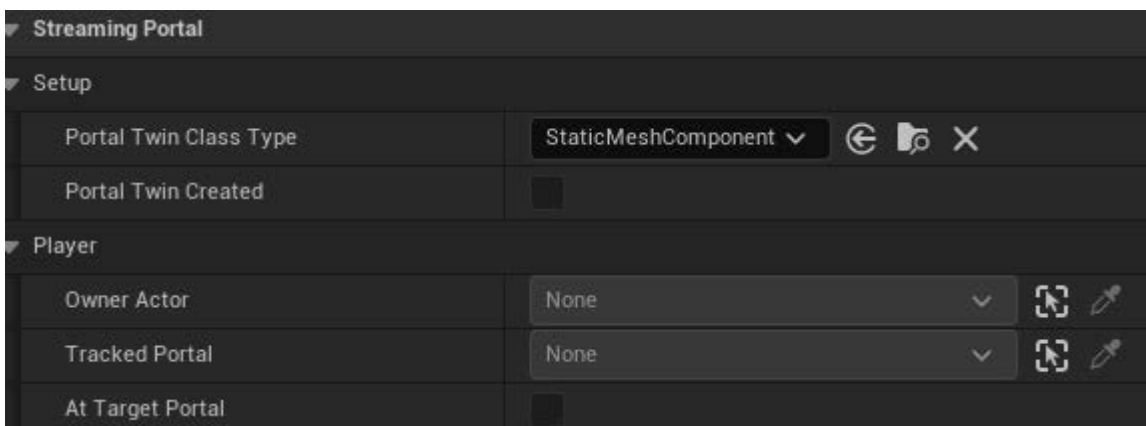 Streaming Portal
Setup
Portal Twin Class Type StaticMeshComponent
Portal Twin Created
Player
Owner Actor None
Tracked Portal None
At Target Portal